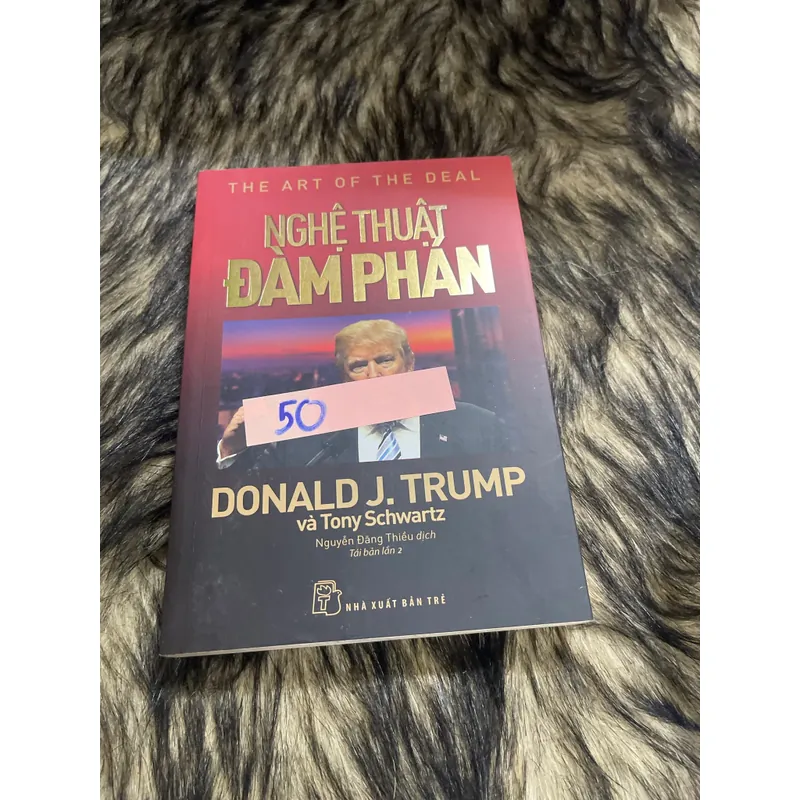 THE ART OF THE DEAL
NGHỆ THUẬT
ĐÀM PHÁN
50
DONALD J. TRUMP
và Tony Schwartz
Nguyễn Đăng Thiều dịch
Tái bản lần 2
NHÀ XUẤT BẢN TRẺ